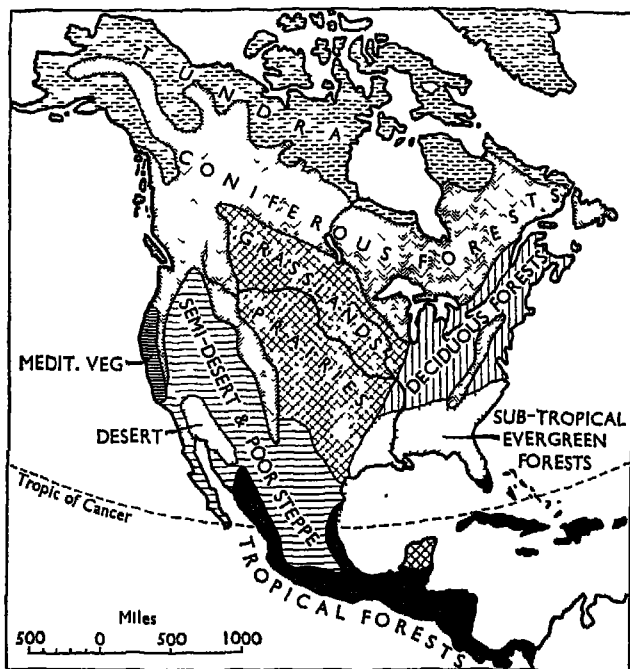 TUNDRA
CONIFEROUS FORESTS
GRASSLANDS
PRAIRIES
DECIDUOUS FORESTS
SEMI-DESERT & POOR STEPPE
MEDIT. VEG
DESERT
SUB-TROPICAL
EVERGREEN
FORESTS
Tropic of Cancer
TROPICAL FORESTS
Miles
500 0 500 1000